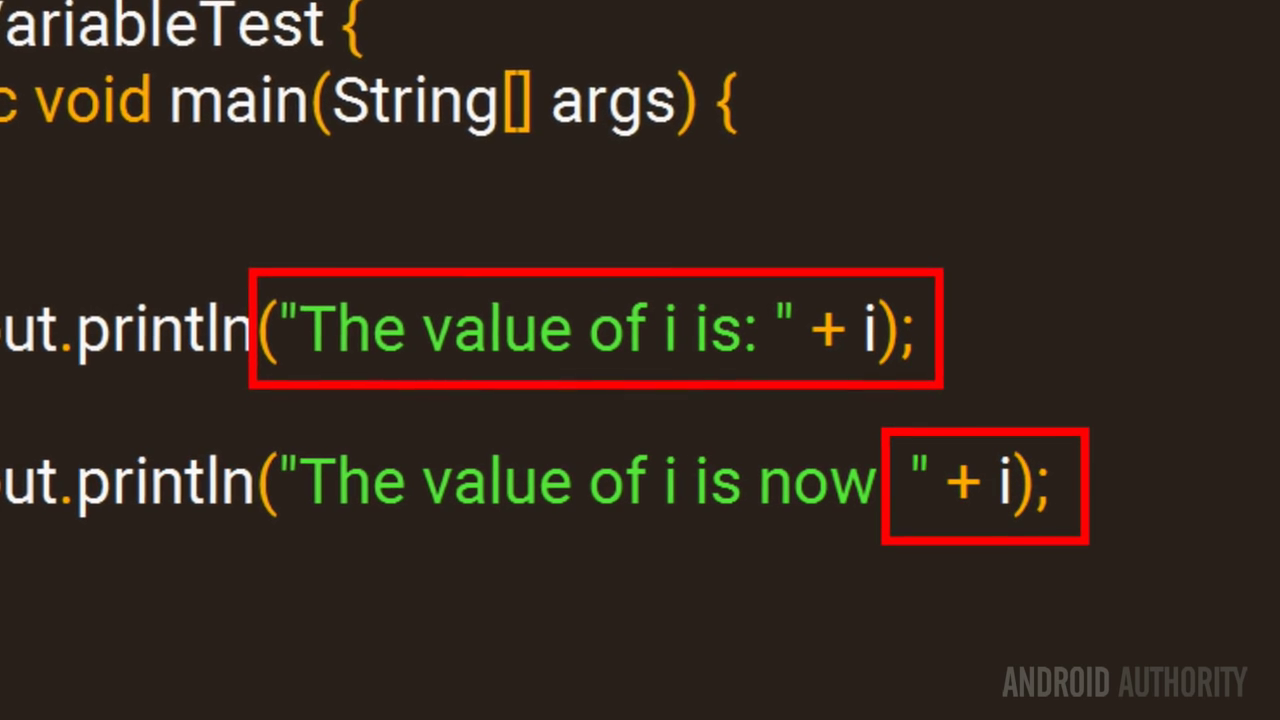 VariableTest {
c void main(String[] args) {
out.println("The value of i is: " + i);
out.println("The value of i is now " + i);
ANDROID AUTHORITY